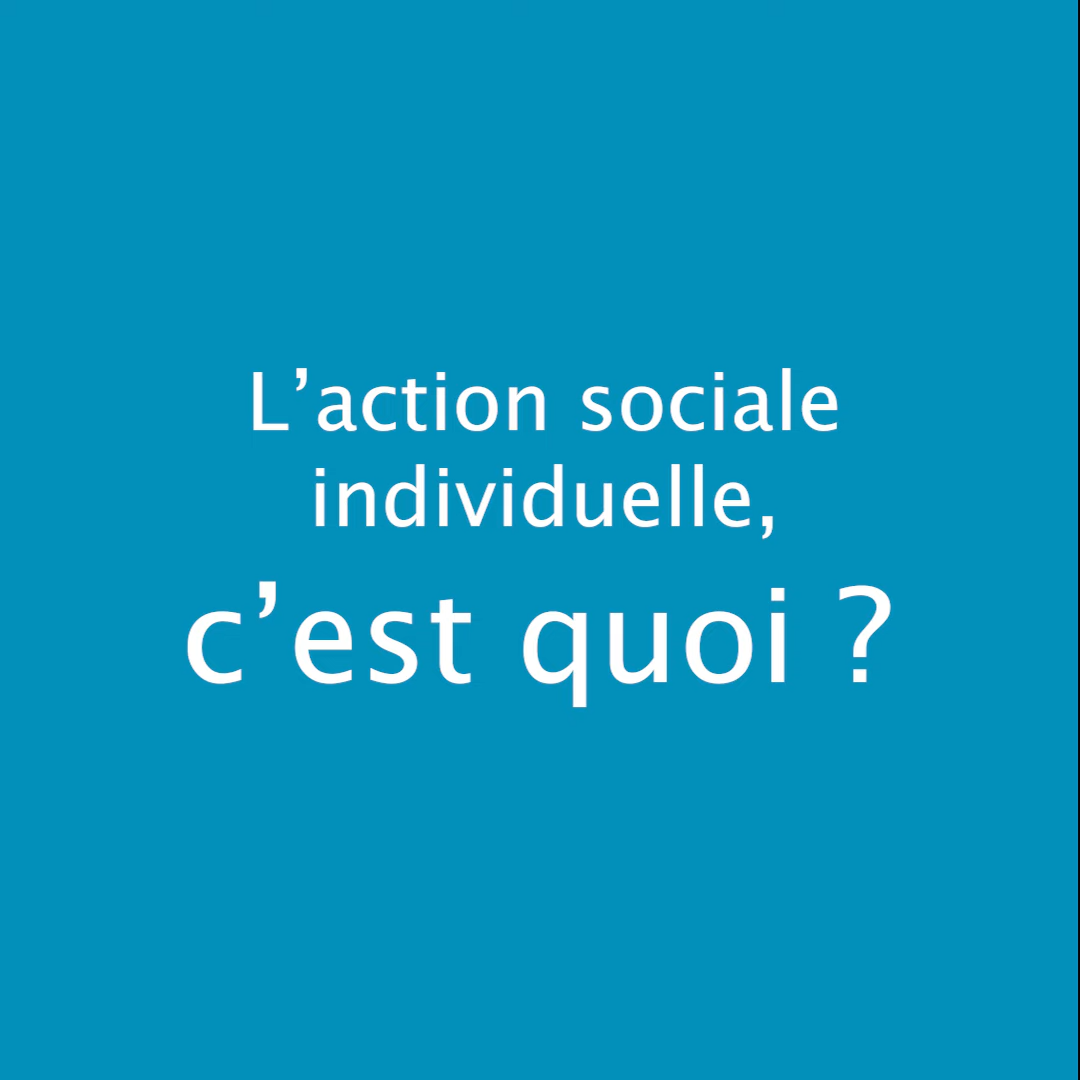 L’action sociale
individuelle,
c’est quoi ?